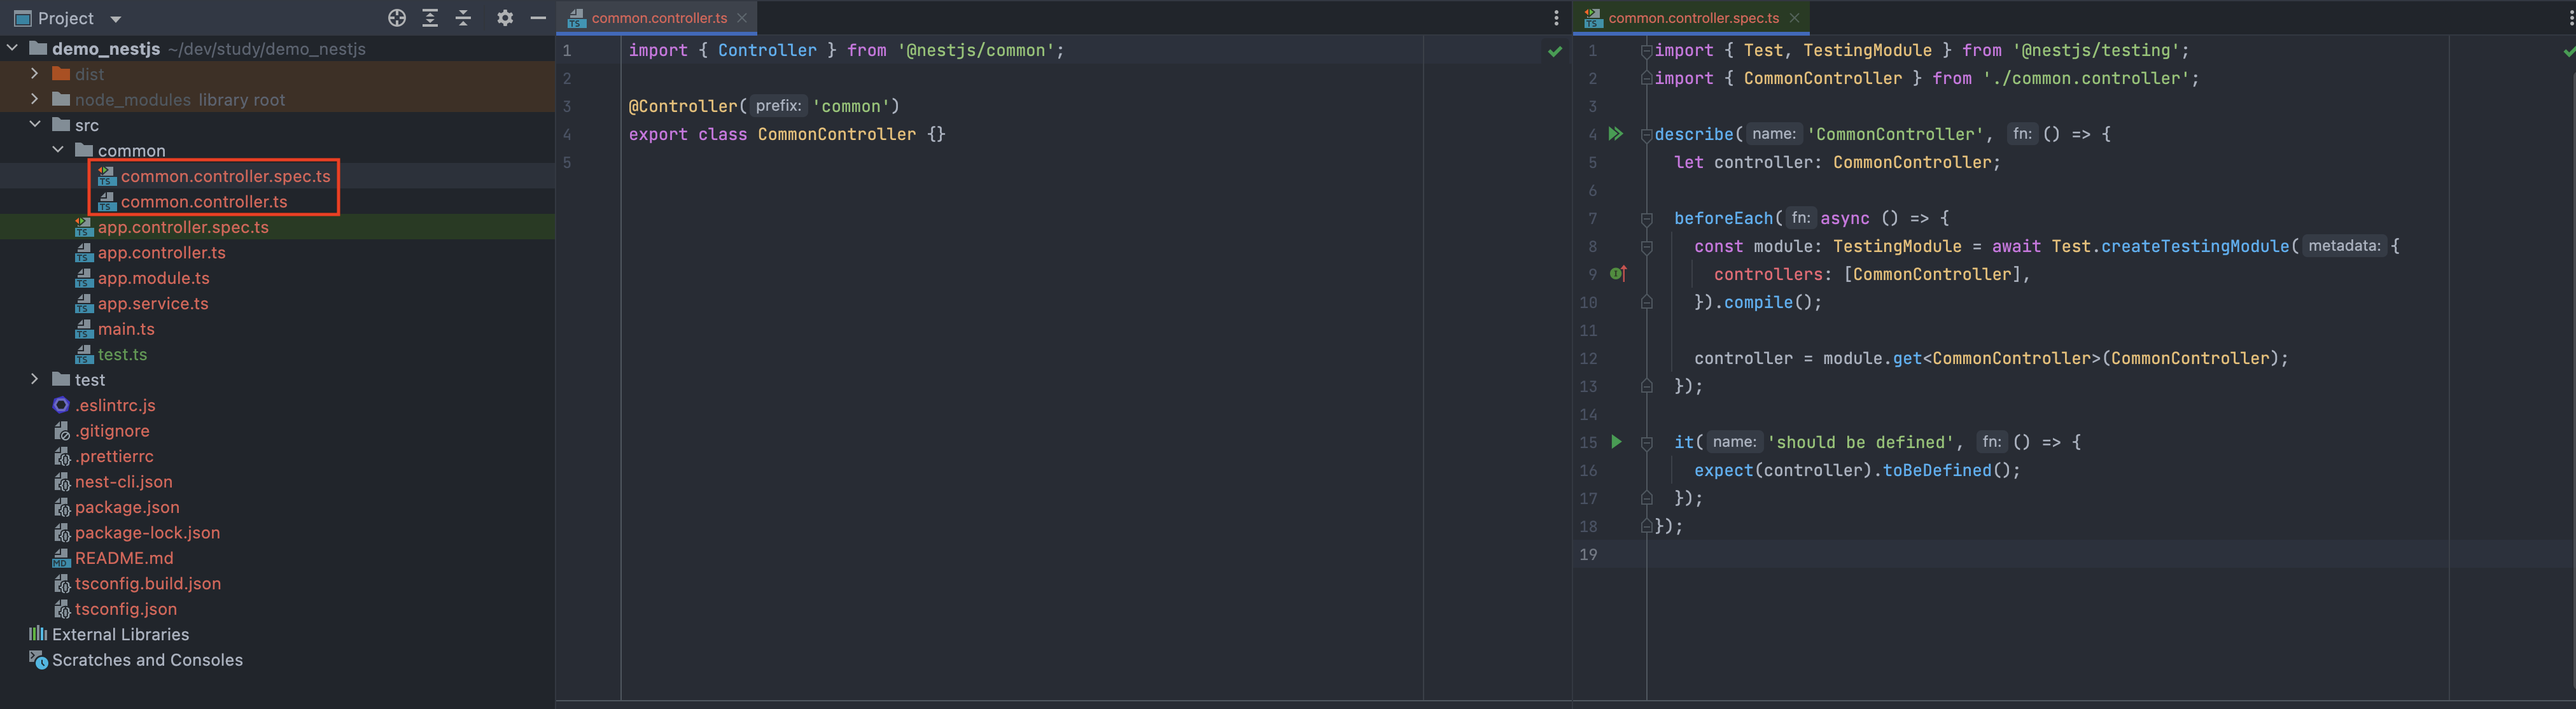 Project
demo_nestjs ~/dev/study/demo_nestjs
dist
node_modules library root
src
common
common.controller.spec.ts
common.controller.ts
app.controller.spec.ts
app.controller.ts
app.module.ts
app.service.ts
main.ts
test.ts
test
.eslintrc.js
.gitignore
.prettierrc
nest-cli.json
package.json
package-lock.json
README.md
tsconfig.build.json
tsconfig.json
External Libraries
Scratches and Consoles
common.controller.ts
1 import { Controller } from '@nestjs/common';
2
3 @Controller( prefix: 'common')
4 export class CommonController {}
5
common.controller.spec.ts
1 import { Test, TestingModule } from '@nestjs/testing';
2 import { CommonController } from './common.controller';
3
4 describe( name: 'CommonController', fn: () => {
5 let controller: CommonController;
6
7 beforeEach( fn: async () => {
8 const module: TestingModule = await Test.createTestingModule( metadata: {
9 controllers: [CommonController],
10 }).compile();
11
12 controller = module.get<CommonController>(CommonController);
13 });
14
15 it( name: 'should be defined', fn: () => {
16 expect(controller).toBeDefined();
17 });
18 });
19